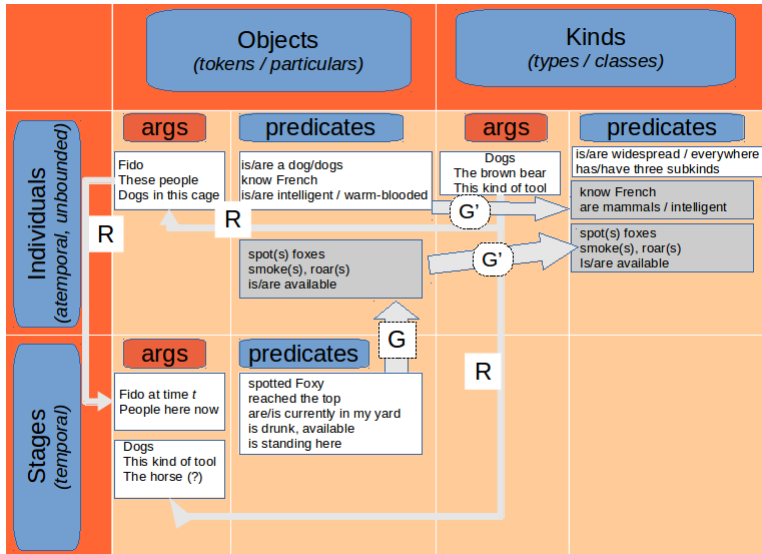 Objects
(tokens / particulars)
Kinds
(types / classes)
Individuals
(atemporal, unbounded)
args
predicates
args
predicates
Fido
These people
Dogs in this cage
is/are a dog/dogs
know French
is/are intelligent / warm-blooded
Dogs
The brown bear
This kind of tool
is/are widespread / everywhere
has/have three subkinds
know French
are mammals / intelligent
R
R
G'
spot(s) foxes
smoke(s), roar(s)
Is/are available
G'
spot(s) foxes
smoke(s), roar(s)
Is/are available
G
Stages
(temporal)
args
predicates
R
Fido at time t
People here now
spotted Foxy
reached the top
are/is currently in my yard
is drunk, available
is standing here
Dogs
This kind of tool
The horse (?)